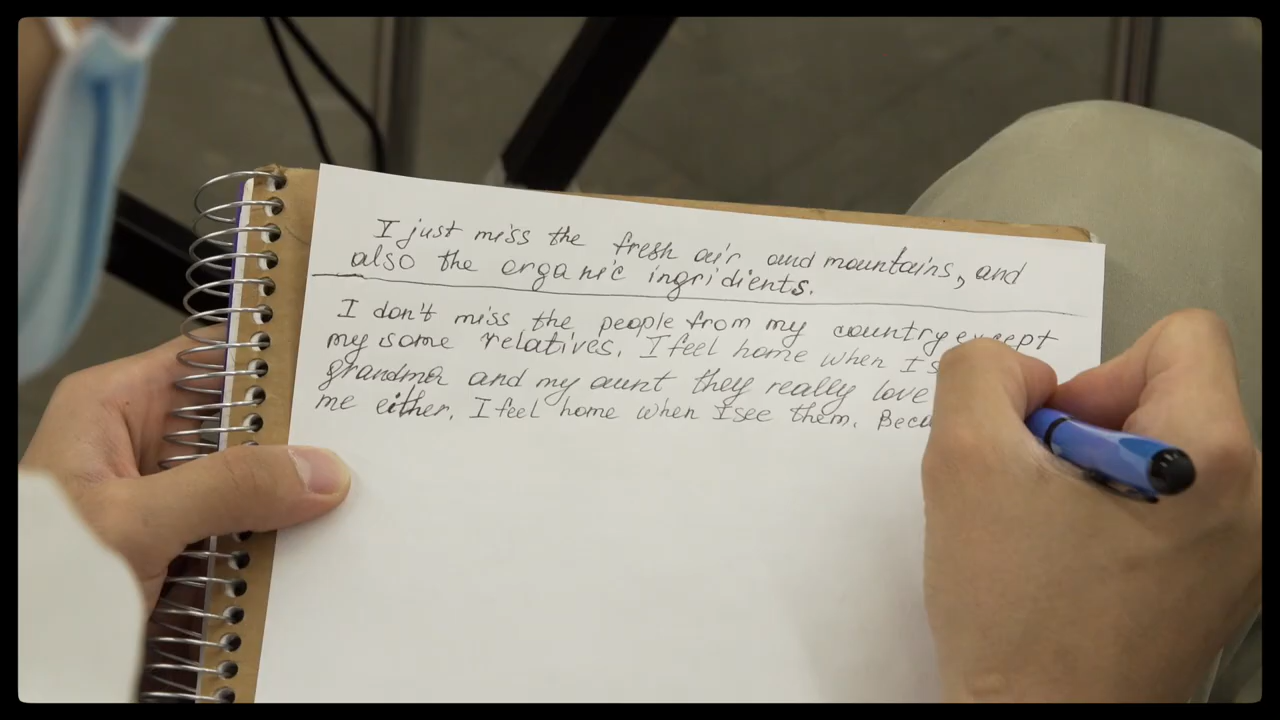 I just miss the fresh air and mountains, and
also the organic ingridients.
I don't miss the people from my country except
my some relatives. I feel home when I
grandma and my aunt they really love
me either. I feel home when I see them.